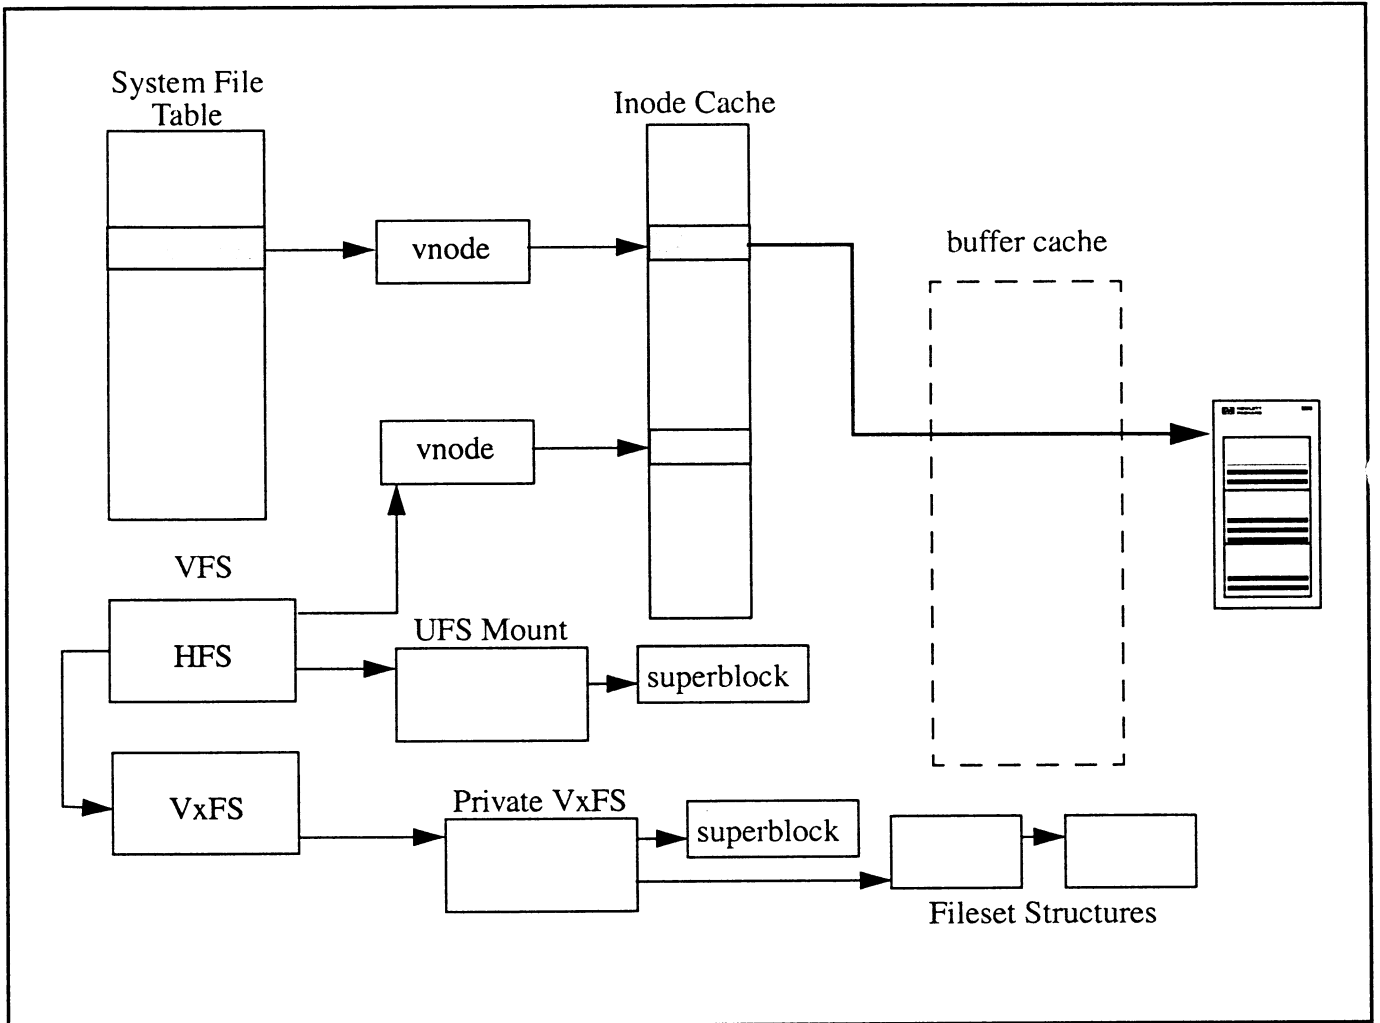 System File
Table
Inode Cache
vnode
buffer cache
vnode
VFS
HFS
UFS Mount
superblock
VxFS
Private VxFS
superblock
Fileset Structures